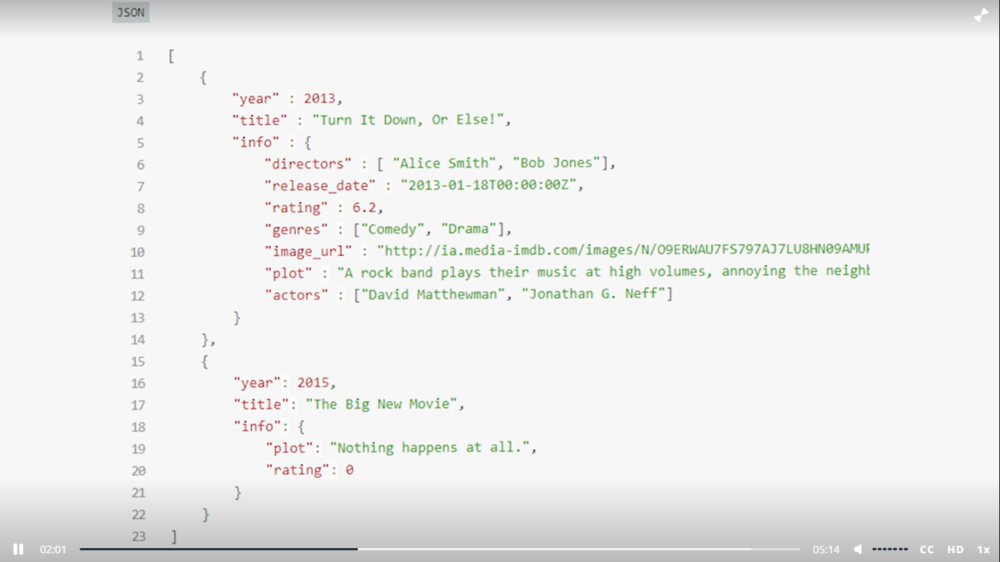 JSON
1 [
2 {
3 "year" : 2013,
4 "title" : "Turn It Down, Or Else!",
5 "info" : {
6 "directors" : [ "Alice Smith", "Bob Jones"],
7 "release_date" : "2013-01-18T00:00:00Z",
8 "rating" : 6.2,
9 "genres" : ["Comedy", "Drama"],
10 "image_url" : "http://ia.media-imdb.com/images/N/O9ERWAU7FS797AJ7LU8HN09AMU
11 "plot" : "A rock band plays their music at high volumes, annoying the
12 "actors" : ["David Matthewman", "Jonathan G. Neff"]
13 }
14 },
15 {
16 "year": 2015,
17 "title": "The Big New Movie",
18 "info": {
19 "plot": "Nothing happens at all.",
20 "rating": 0
21 }
22 }
23 ]
02:01 05:14 CC HD 1x